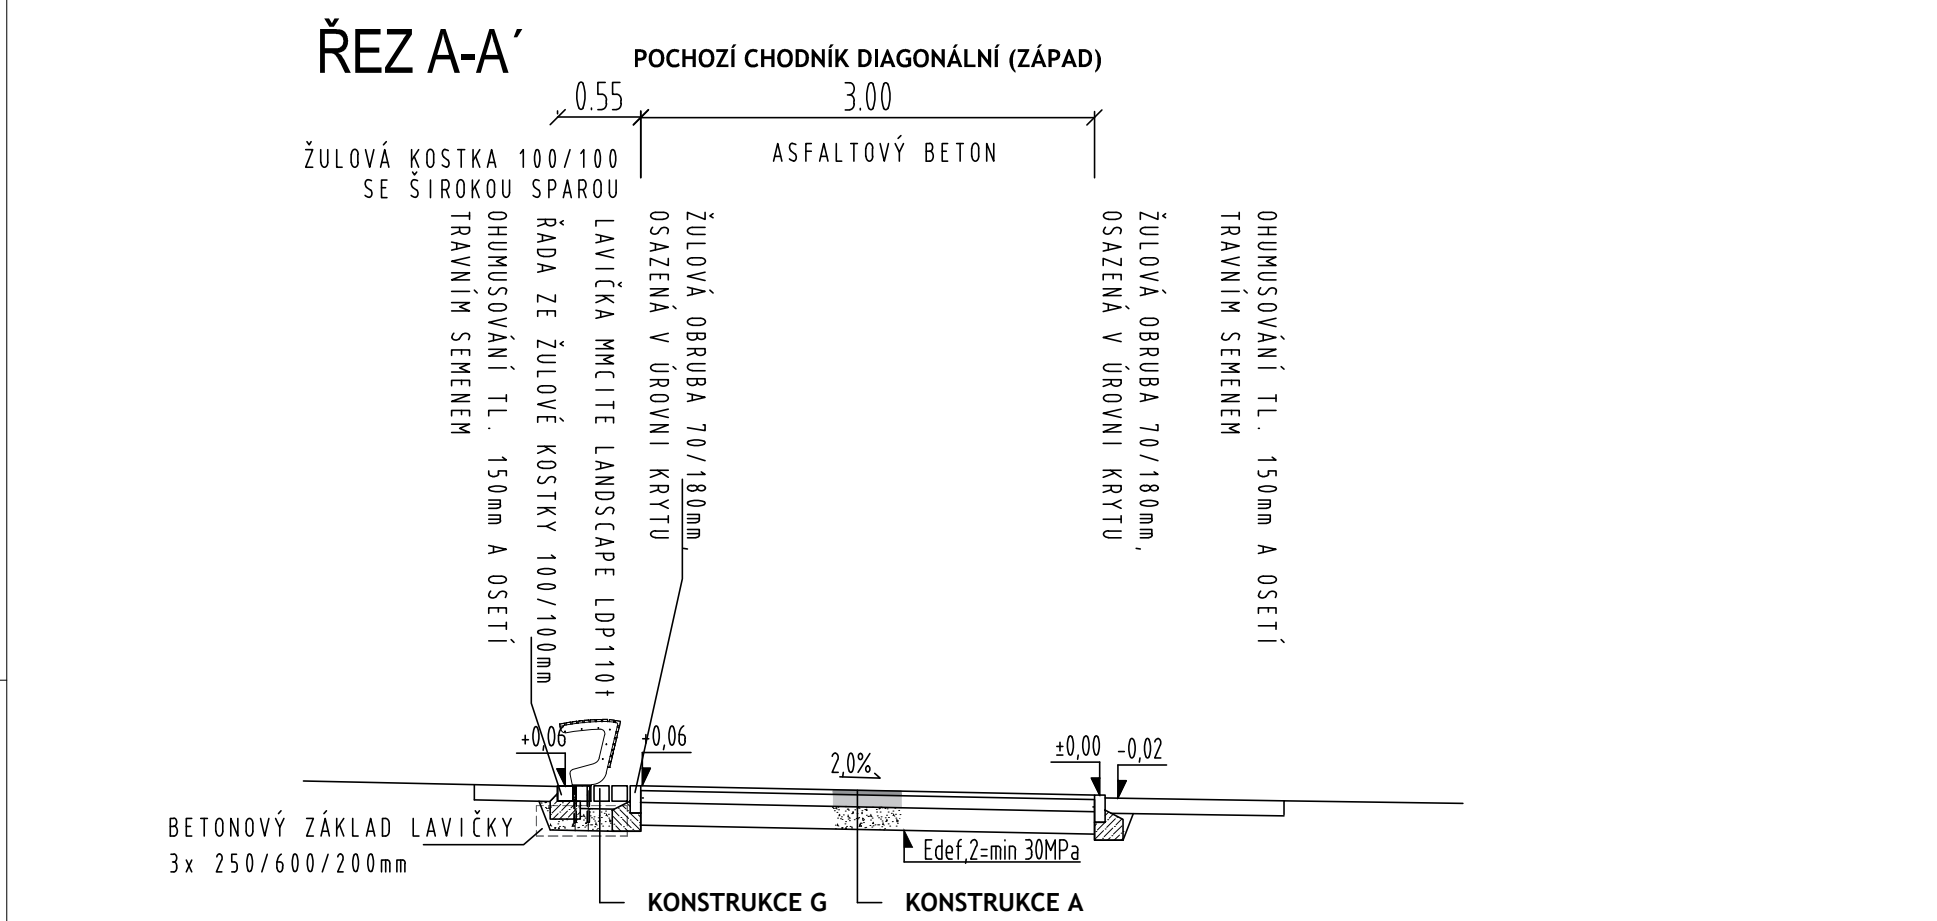 ŘEZ A-A´
POCHOZÍ CHODNÍK DIAGONÁLNÍ (ZÁPAD)
0.55
3.00
ŽULOVÁ KOSTKA 100/100
SE ŠIROKOU SPAROU
ASFALTOVÝ BETON
OHUMUSOVÁNÍ TL. 150mm A OSETÍ
TRAVNÍM SEMENEM
ŘADA ZE ŽULOVÉ KOSTKY 100/100mm
LAVIČKA MMCITE LANDSCAPE LDP110t
ŽULOVÁ OBRUBA 70/180mm,
OSAZENÁ V ÚROVNI KRYTU
ŽULOVÁ OBRUBA 70/180mm,
OSAZENÁ V ÚROVNI KRYTU
OHUMUSOVÁNÍ TL. 150mm A OSETÍ
TRAVNÍM SEMENEM
+0,06
+0,06
2,0%
±0,00
-0,02
BETONOVÝ ZÁKLAD LAVIČKY
3x 250/600/200mm
Edef,2=min 30MPa
KONSTRUKCE G
KONSTRUKCE A